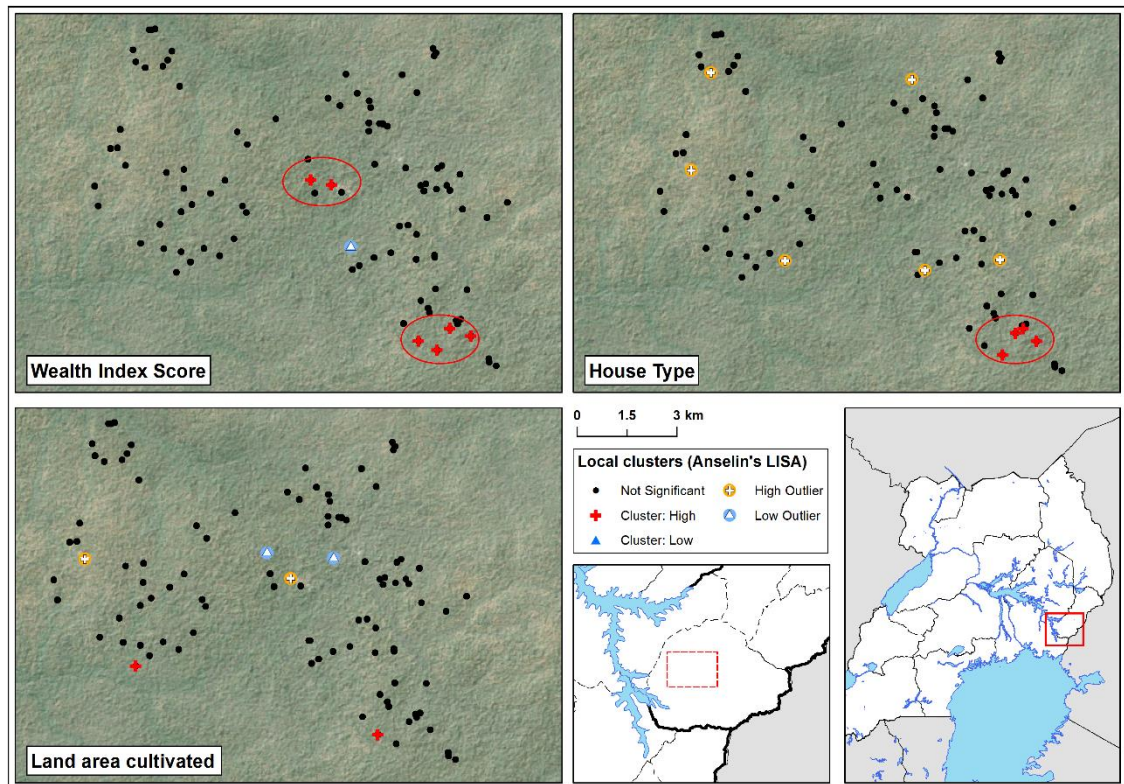 Wealth Index Score
House Type
Land area cultivated
0 1.5 3 km
Local clusters (Anselin's LISA)
Not Significant
High Outlier
Cluster: High
Low Outlier
Cluster: Low